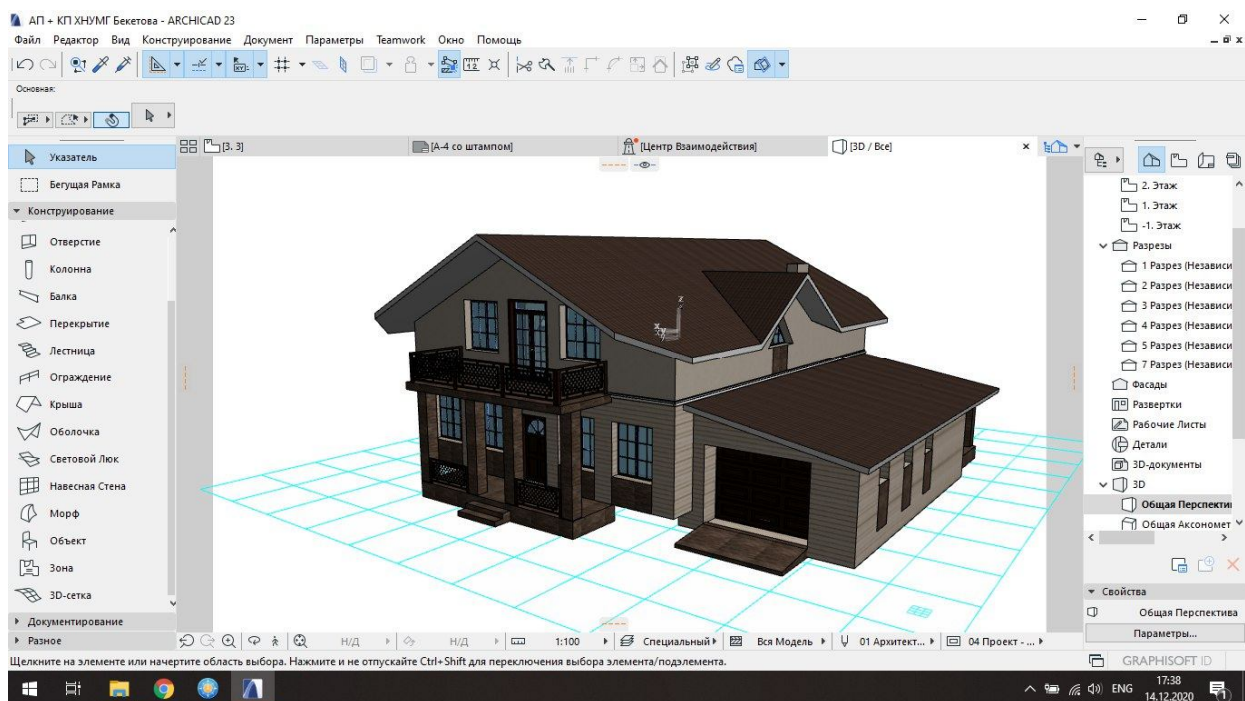 АП + КП ХНУМГ Бекетова - ARCHICAD 23
Файл Редактор Вид Конструирование Документ Параметры Teamwork Окно Помощь
Основная:
[3. 3]
[А-4 со штампом]
[Центр Взаимодействия]
[3D / Все]
Указатель
Бегущая Рамка
Конструирование
Отверстие
Колонна
Балка
Перекрытие
Лестница
Ограждение
Крыша
Оболочка
Световой Люк
Навесная Стена
Морф
Объект
Зона
3D-сетка
Документирование
Разное
z
2. Этаж
1. Этаж
-1. Этаж
Разрезы
1 Разрез (Независи
2 Разрез (Независи
3 Разрез (Независи
4 Разрез (Независи
5 Разрез (Независи
7 Разрез (Независи
Фасады
Развертки
Рабочие Листы
Детали
3D-документы
3D
Общая Перспекти
Общая Аксономет
Свойства
Общая Перспектива
Параметры...
Н/Д Н/Д 1:100 Специальный Вся Модель 01 Архитект... 04 Проект - ...
Щелкните на элементе или начертите область выбора. Нажмите и не отпускайте Ctrl+Shift для переключения выбора элемента/подэлемента.
GRAPHISOFT ID
ENG
17:38
14.12.2020